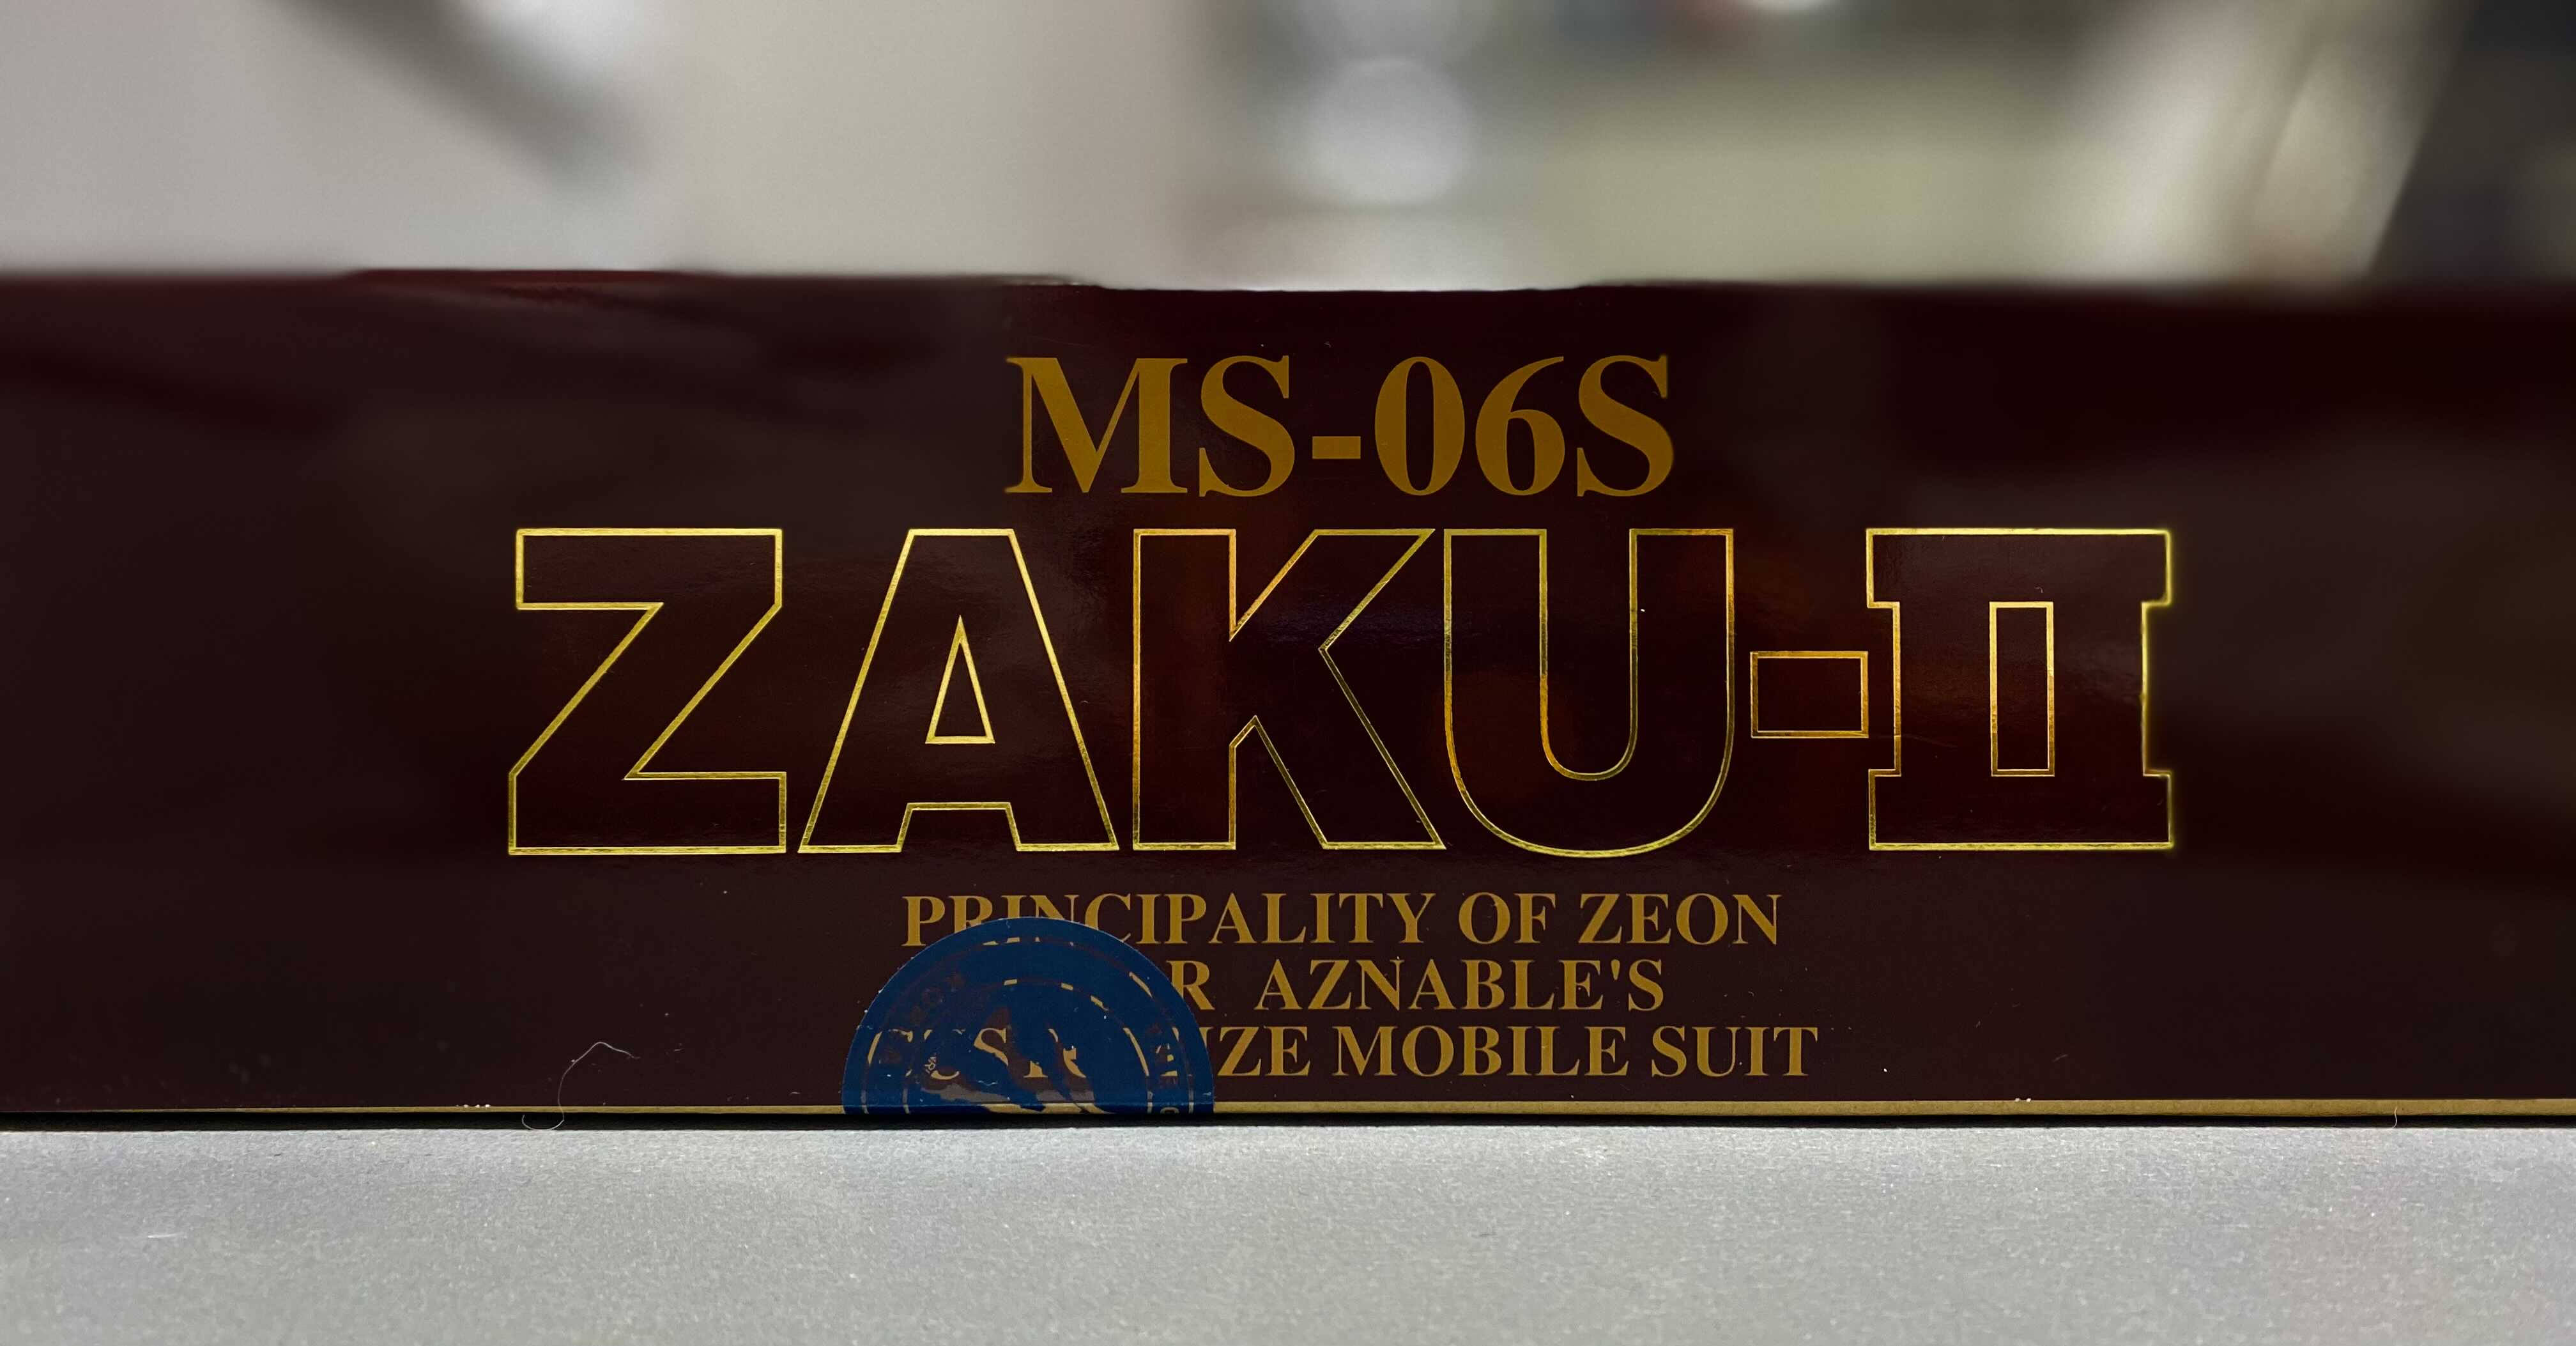 MS-06S
ZAKU-II
PRINCIPALITY OF ZEON
AZNABLE'S
MOBILE SUIT